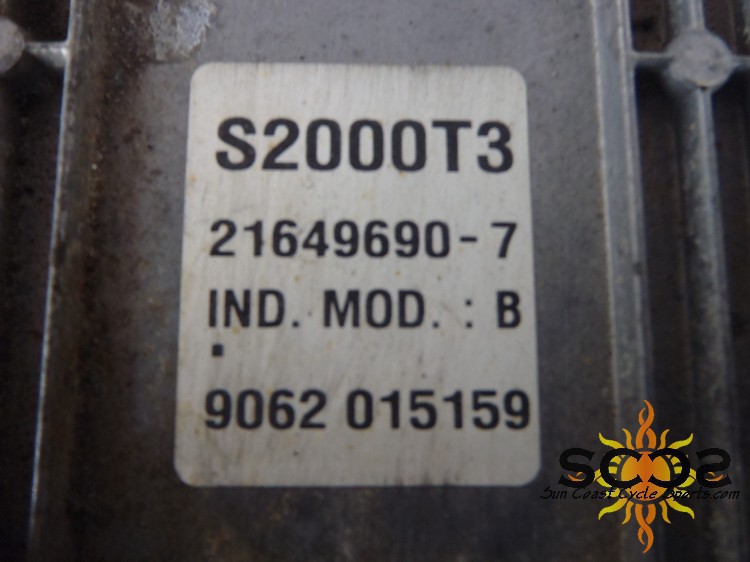 S2000T3
21649690-7
IND. MOD. : B
.
9062 015159
SCCS
Sun Coast Cycle Sports.com